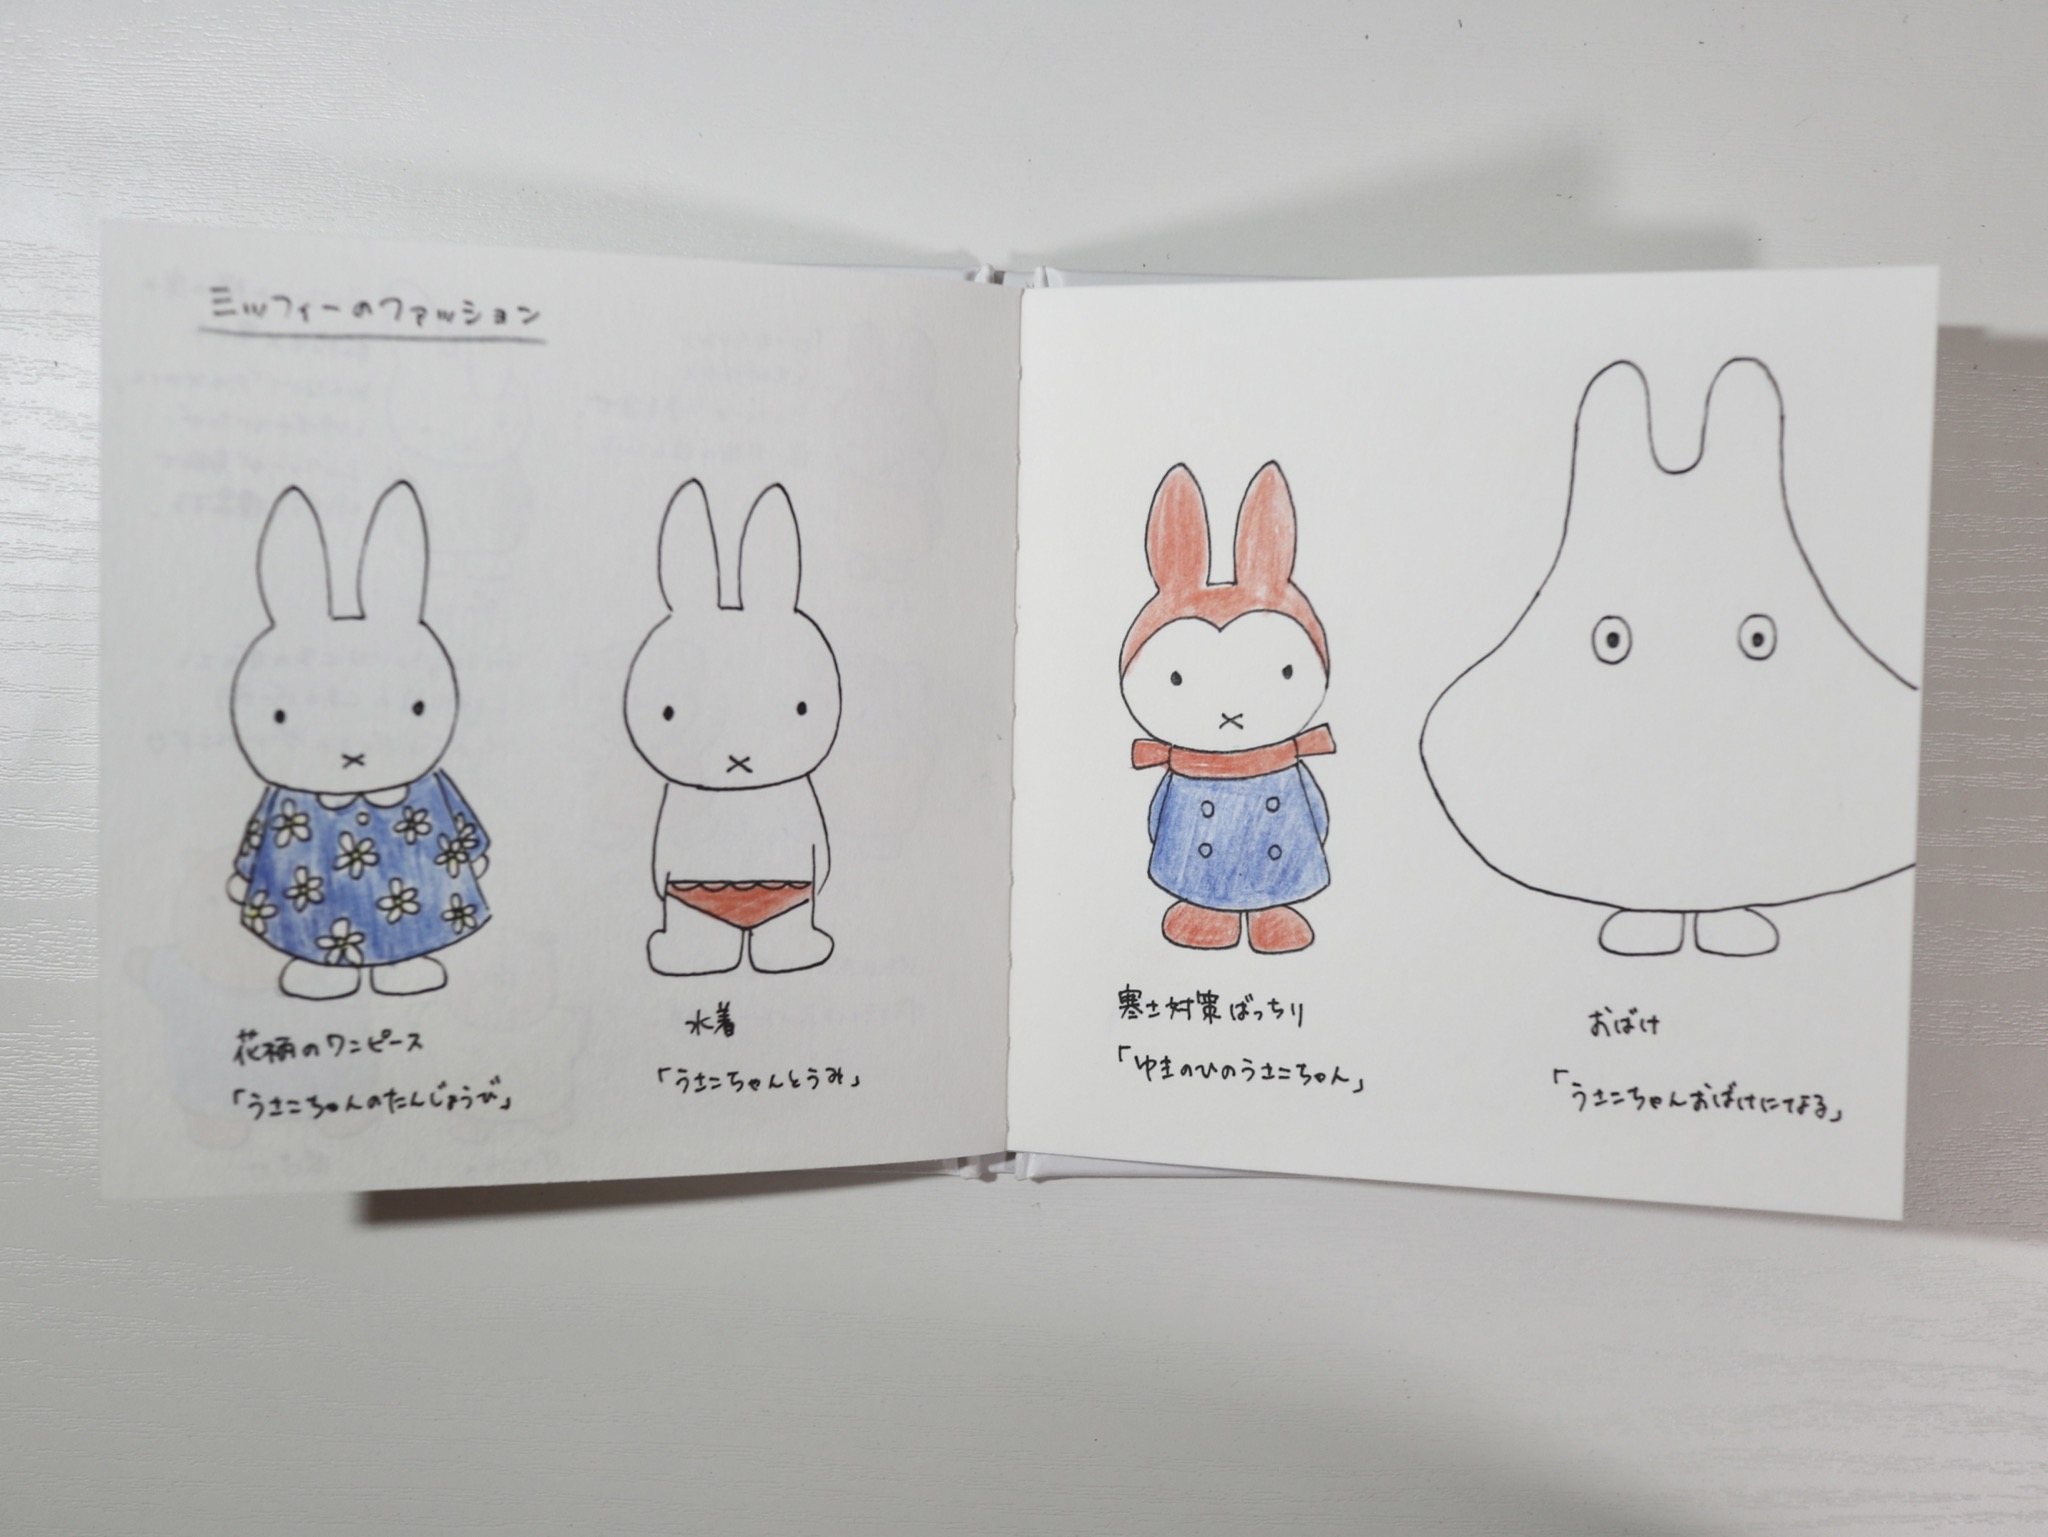 ミッフィーのファッション
花柄のワンピース
「うさこちゃんのたんじょうび」
水着
「うさこちゃんとうみ」
寒さ対策ばっちり
「ゆきのひのうさこちゃん」
おばけ
「うさこちゃんおばけになる」